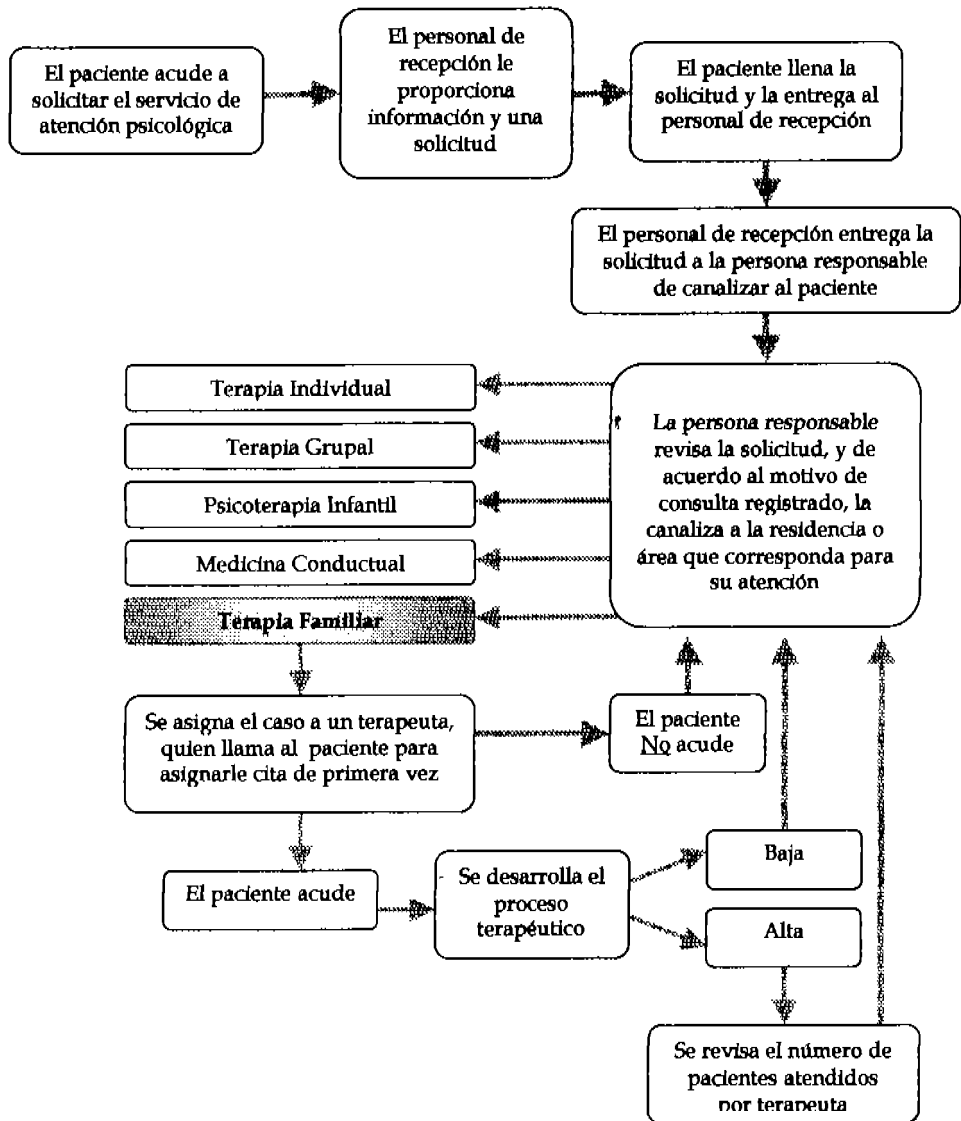 El paciente acude a
solicitar el servicio de
atención psicológica
El personal de
recepción le
proporciona
información y una
solicitud
El paciente llena la
solicitud y la entrega al
personal de recepción
El personal de recepción entrega la
solicitud a la persona responsable
de canalizar al paciente
La persona responsable
revisa la solicitud, y de
acuerdo al motivo de
consulta registrado, la
canaliza a la residencia o
área que corresponda para
su atención
Terapia Individual
Terapia Grupal
Psicoterapia Infantil
Medicina Conductual
Terapia Familiar
Se asigna el caso a un terapeuta,
quien llama al paciente para
asignarle cita de primera vez
El paciente
No acude
El paciente acude
Se desarrolla el
proceso
terapéutico
Baja
Alta
Se revisa el número de
pacientes atendidos
por terapeuta